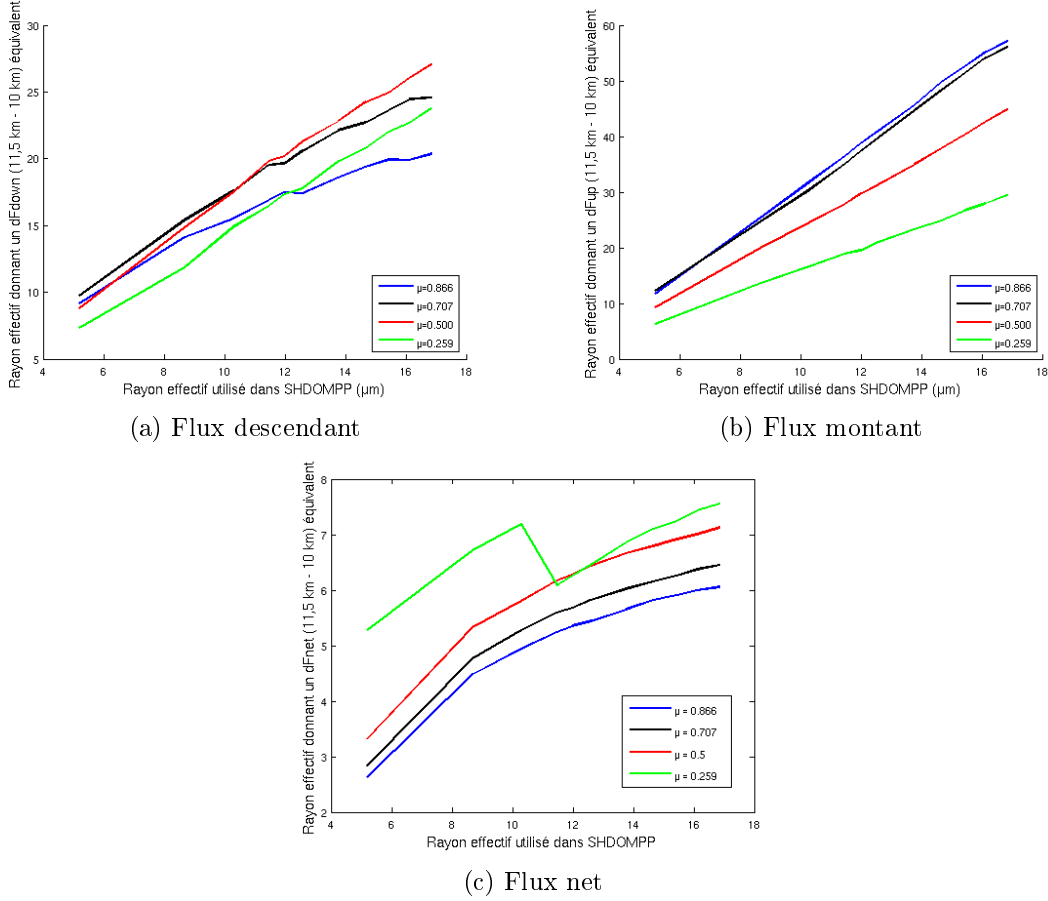 Rayon effectif donnant un dFdown (11,5 km - 10 km) équivalent
30
25
20
15
10
5
4 6 8 10 12 14 16 18
Rayon effectif utilisé dans SHDOMPP (µm)
µ=0.866
µ=0.707
µ=0.500
µ=0.259
(a) Flux descendant
Rayon effectif donnant un dFup (11,5 km - 10 km) équivalent
60
50
40
30
20
10
0
4 6 8 10 12 14 16 18
Rayon effectif utilisé dans SHDOMPP (µm)
µ=0.866
µ=0.707
µ=0.500
µ=0.259
(b) Flux montant
Rayon effectif donnant un dFnet (11,5 km - 10 km) équivalent
8
7
6
5
4
3
2
4 6 8 10 12 14 16 18
Rayon effectif utilisé dans SHDOMPP
µ = 0.866
µ = 0.707
µ = 0.5
µ = 0.259
(c) Flux net